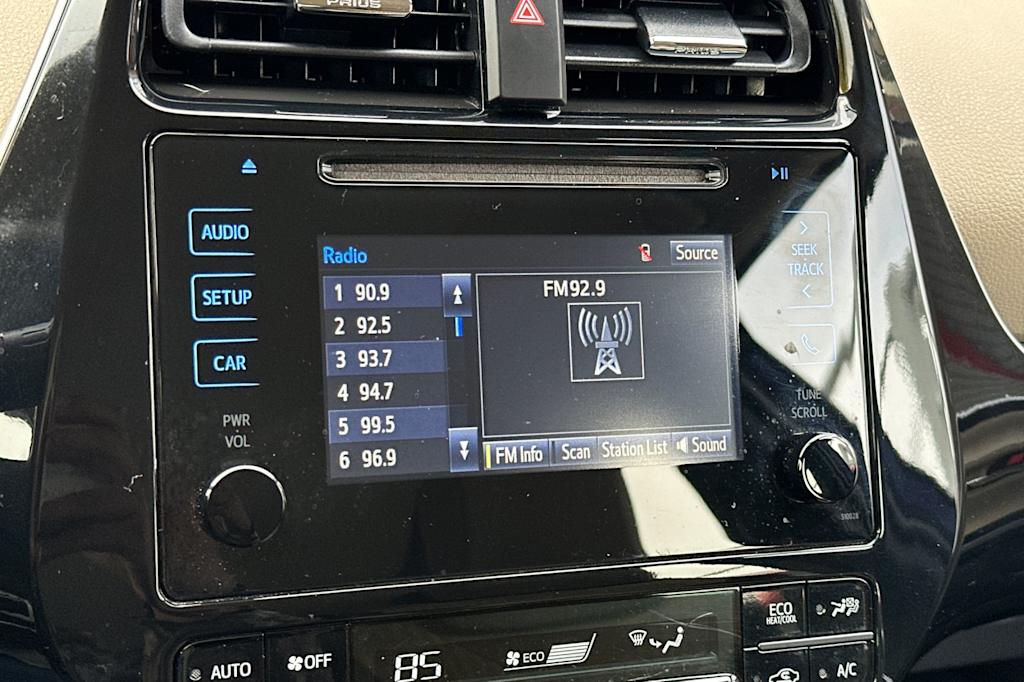 PRIUS
PRIUS
AUDIO
SETUP
CAR
PWR
VOL
SEEK
TRACK
TUNE
SCROLL
510028
Radio
Source
1 90.9
2 92.5
3 93.7
4 94.7
5 99.5
6 96.9
FM92.9
FM Info
Scan
Station List
Sound
AUTO
OFF
85
ECO
ECO
HEAT/COOL
A/C